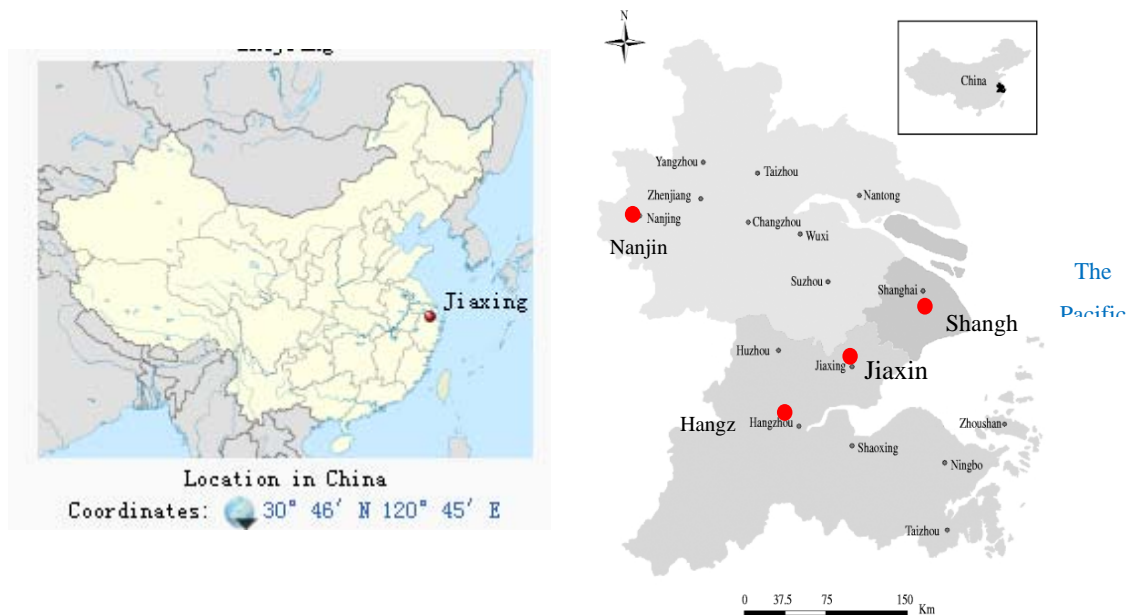 Jiaxing
Location in China
Coordinates: 30° 46′ N 120° 45′ E
N
China
Yangzhou
Taizhou
Zhenjiang
Nantong
Nanjing
Changzhou
Nanjin
Wuxi
The
Pacific
Suzhou
Shanghai
Shangh
Huzhou
Jiaxing
Jiaxin
Hangz
Hangzhou
Zhoushan
Shaoxing
Ningbo
Taizhou
0 37.5 75 150
Km